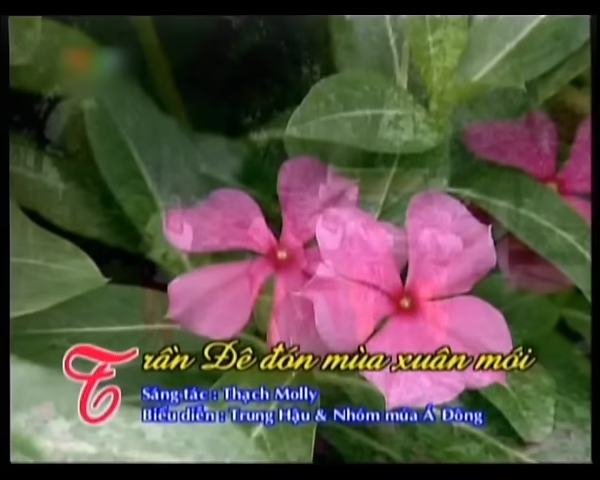 Trần Đê đón mùa xuân mới
Sáng tác : Thạch Molly
Biểu diễn : Trung Hậu & Nhóm múa Á Đông